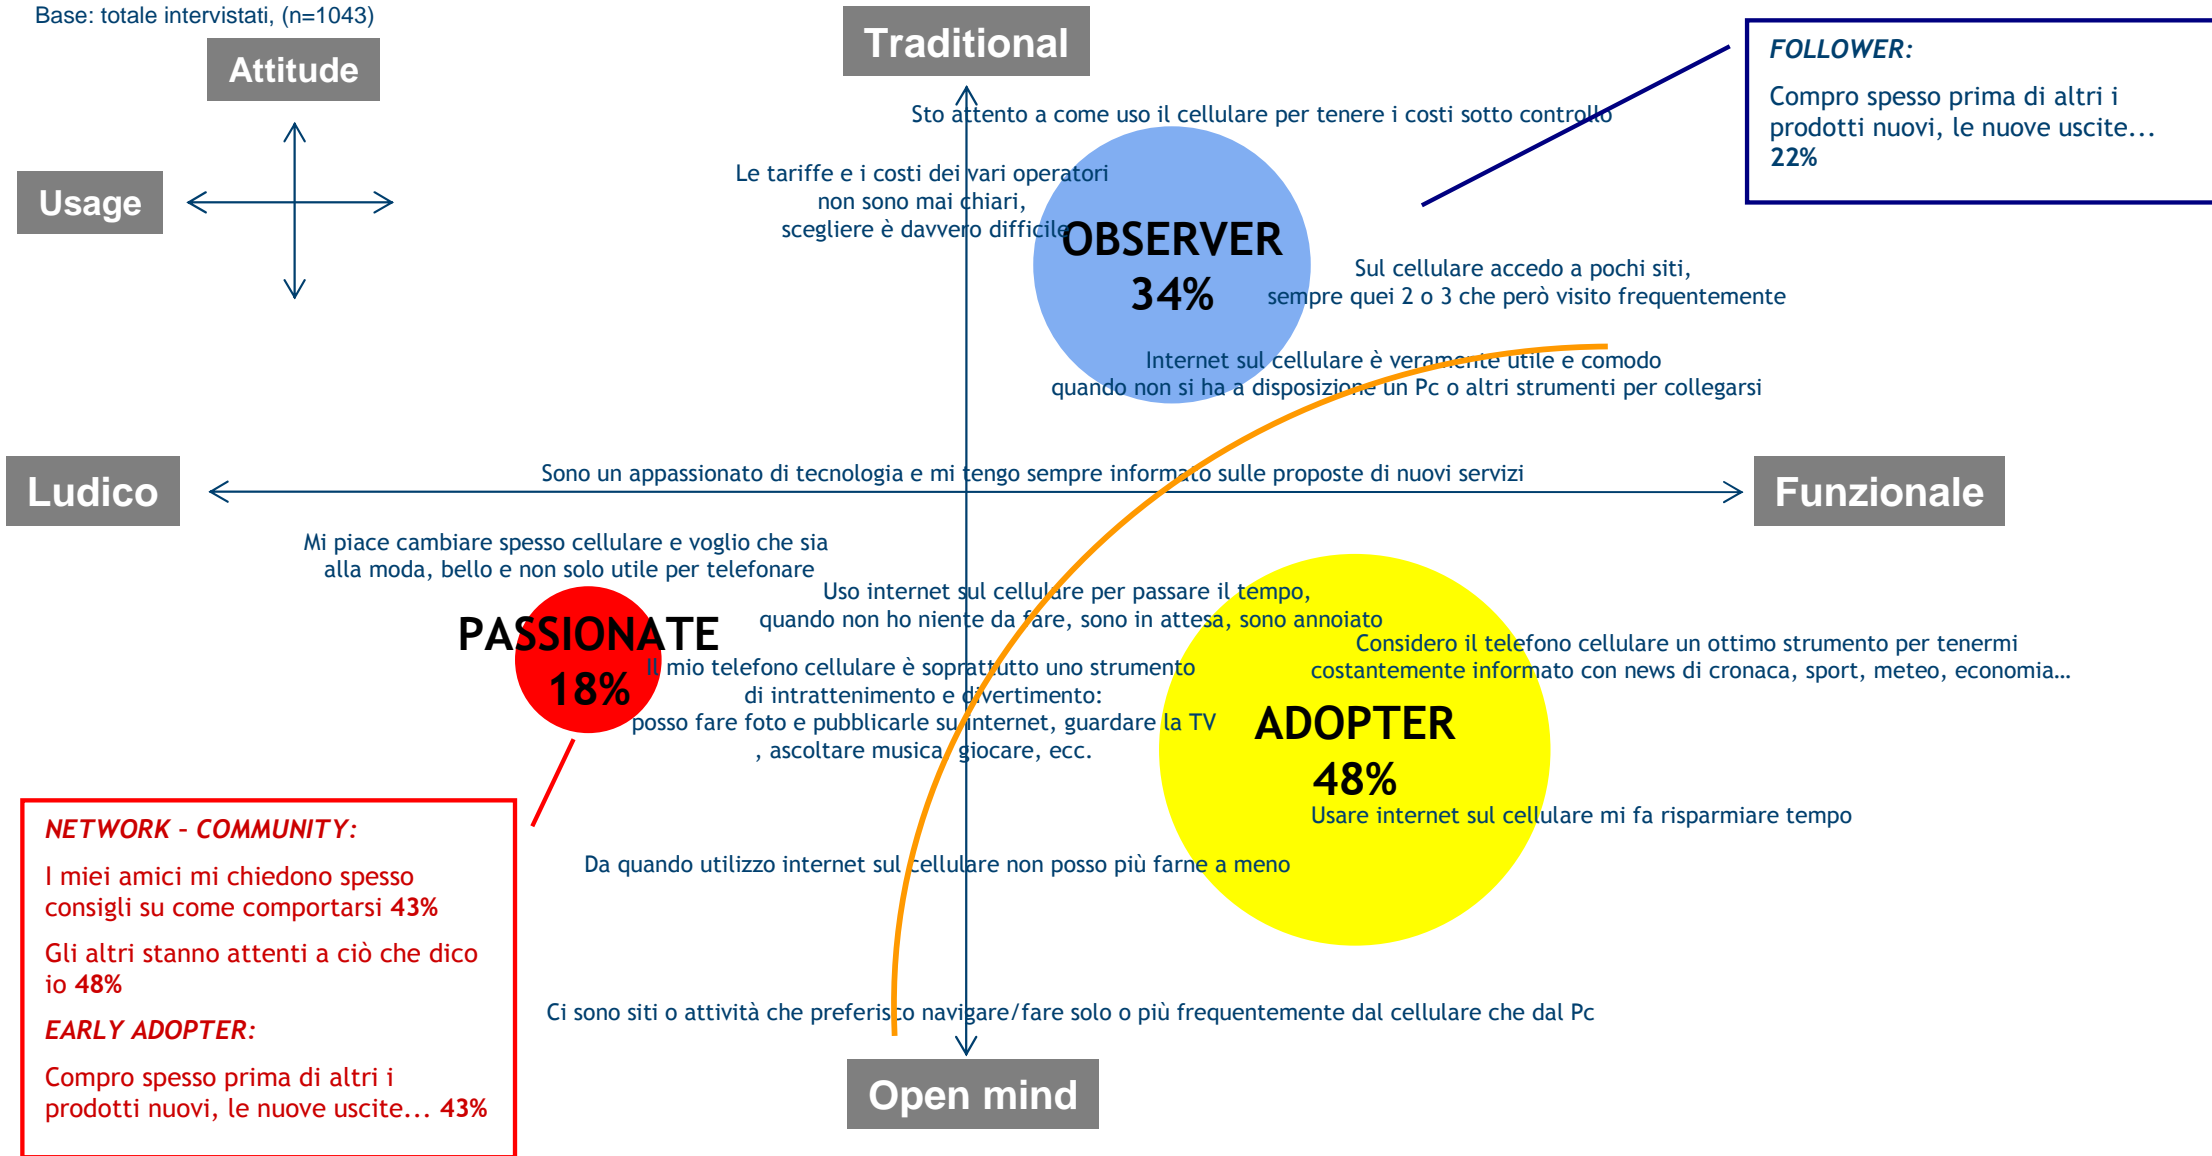 Base: totale intervistati, (n=1043)
Attitude
Usage
Traditional
FOLLOWER:
Compro spesso prima di altri i
prodotti nuovi, le nuove uscite...
22%
Sto attento a come uso il cellulare per tenere i costi sotto controllo
Le tariffe e i costi dei vari operatori
non sono mai chiari,
scegliere è davvero difficile
OBSERVER
34%
Sul cellulare accedo a pochi siti,
sempre quei 2 o 3 che però visito frequentemente
Internet sul cellulare è veramente utile e comodo
quando non si ha a disposizione un Pc o altri strumenti per collegarsi
Ludico
Sono un appassionato di tecnologia e mi tengo sempre informato sulle proposte di nuovi servizi
Funzionale
Mi piace cambiare spesso cellulare e voglio che sia
alla moda, bello e non solo utile per telefonare
PASSIONATE
18%
Uso internet sul cellulare per passare il tempo,
quando non ho niente da fare, sono in attesa, sono annoiato
Il mio telefono cellulare è soprattutto uno strumento
di intrattenimento e divertimento:
posso fare foto e pubblicarle su internet, guardare la TV
, ascoltare musica, giocare, ecc.
Considero il telefono cellulare un ottimo strumento per tenermi
costantemente informato con news di cronaca, sport, meteo, economia…
ADOPTER
48%
Usare internet sul cellulare mi fa risparmiare tempo
Da quando utilizzo internet sul cellulare non posso più farne a meno
NETWORK – COMMUNITY:
I miei amici mi chiedono spesso
consigli su come comportarsi 43%
Gli altri stanno attenti a ciò che dico
io 48%
EARLY ADOPTER:
Compro spesso prima di altri i
prodotti nuovi, le nuove uscite... 43%
Ci sono siti o attività che preferisco navigare/fare solo o più frequentemente dal cellulare che dal Pc
Open mind